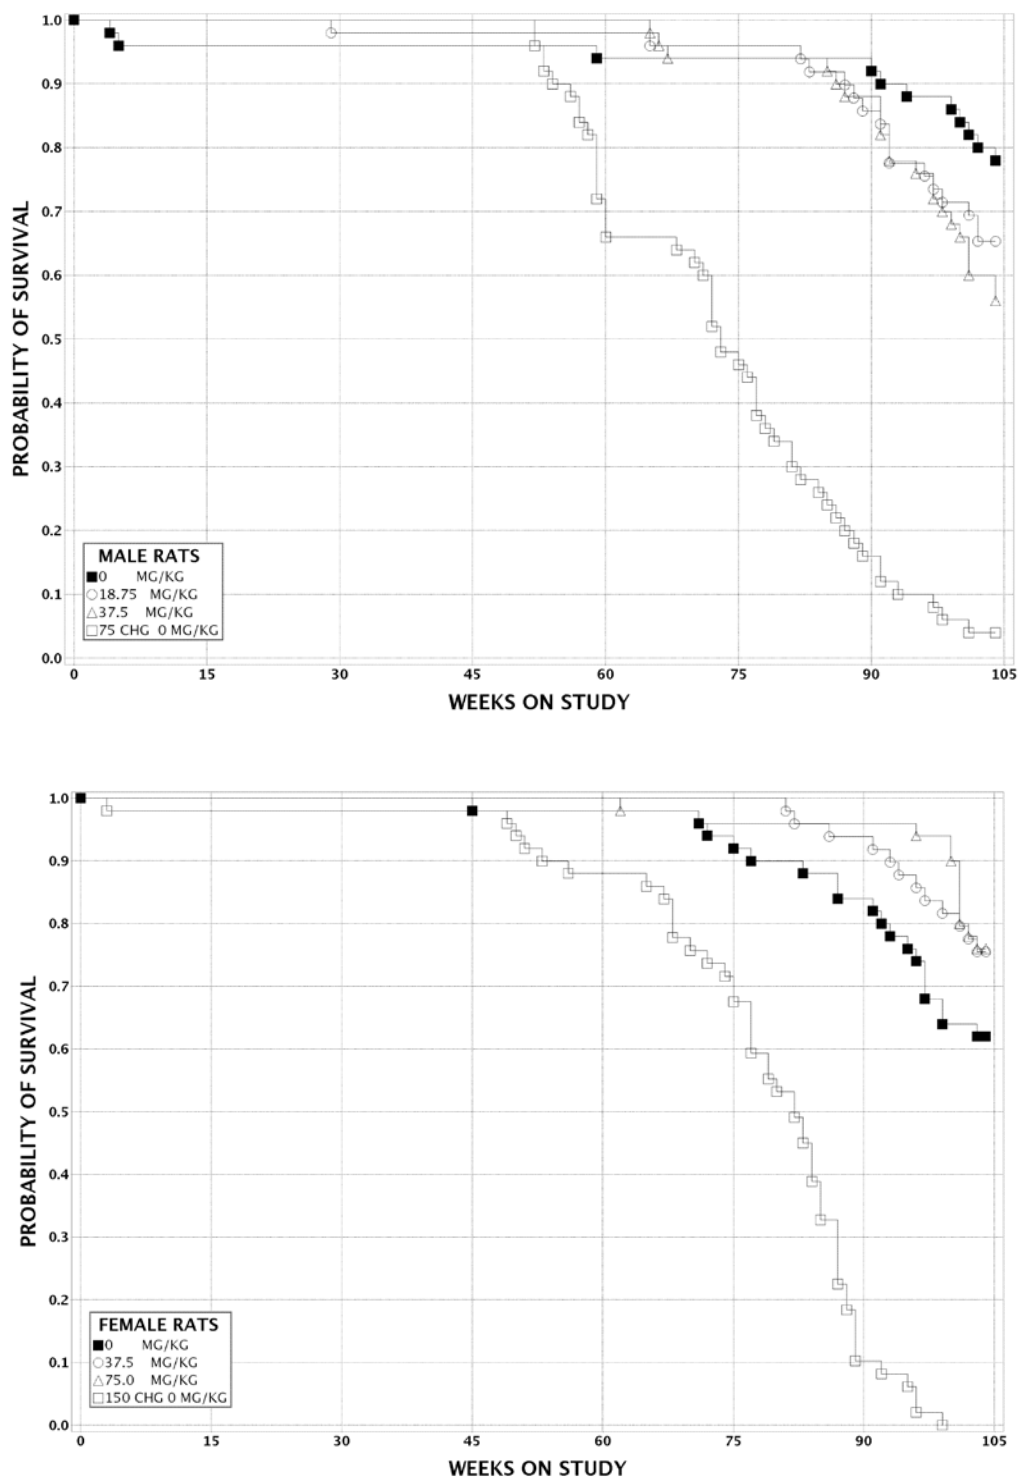 1.0
0.9
0.8
0.7
0.6
0.5
0.4
0.3
0.2
0.1
0.0
PROBABILITY OF SURVIVAL
MALE RATS
0 MG/KG
18.75 MG/KG
37.5 MG/KG
75 CHG 0 MG/KG
0 15 30 45 60 75 90 105
WEEKS ON STUDY
1.0
0.9
0.8
0.7
0.6
0.5
0.4
0.3
0.2
0.1
0.0
PROBABILITY OF SURVIVAL
FEMALE RATS
0 MG/KG
37.5 MG/KG
75.0 MG/KG
150 CHG 0 MG/KG
0 15 30 45 60 75 90 105
WEEKS ON STUDY